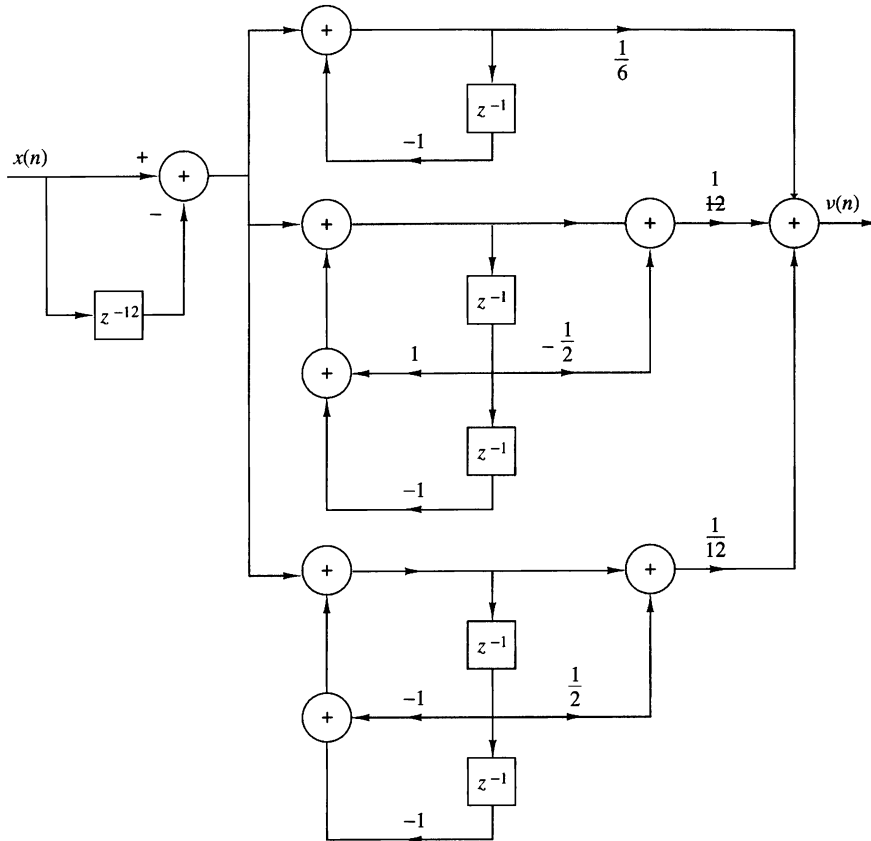 +
1/6
z⁻¹
−1
x(n)
+
+
−
z⁻¹²
+
+
1/12
+
v(n)
z⁻¹
+
1
−1/2
z⁻¹
−1
+
+
1/12
z⁻¹
+
−1
1/2
z⁻¹
−1